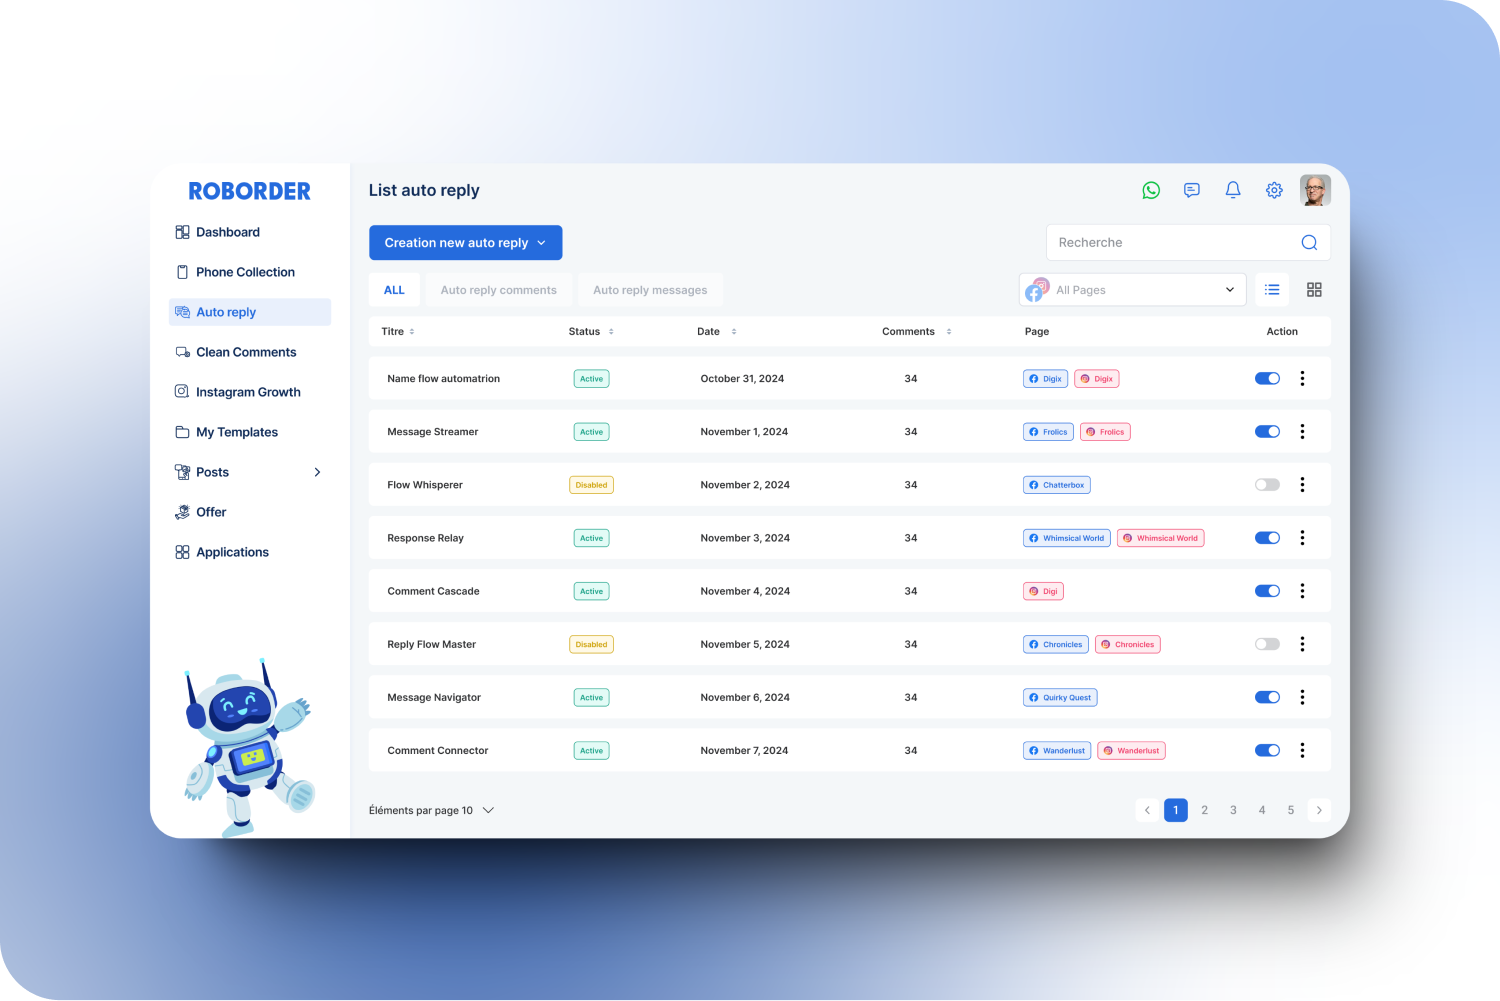 ROBORDER
Dashboard
Phone Collection
Auto reply
Clean Comments
Instagram Growth
My Templates
Posts
Offer
Applications
List auto reply
Creation new auto reply
Recherche
ALL Auto reply comments Auto reply messages All Pages
Titre Status Date Comments Page Action
Name flow automatrion Active October 31, 2024 34 Digix Digix
Message Streamer Active November 1, 2024 34 Frolics Frolics
Flow Whisperer Disabled November 2, 2024 34 Chatterbox
Response Relay Active November 3, 2024 34 Whimsical World Whimsical World
Comment Cascade Active November 4, 2024 34 Digi
Reply Flow Master Disabled November 5, 2024 34 Chronicles Chronicles
Message Navigator Active November 6, 2024 34 Quirky Quest
Comment Connector Active November 7, 2024 34 Wanderlust Wanderlust
Éléments par page 10
1 2 3 4 5